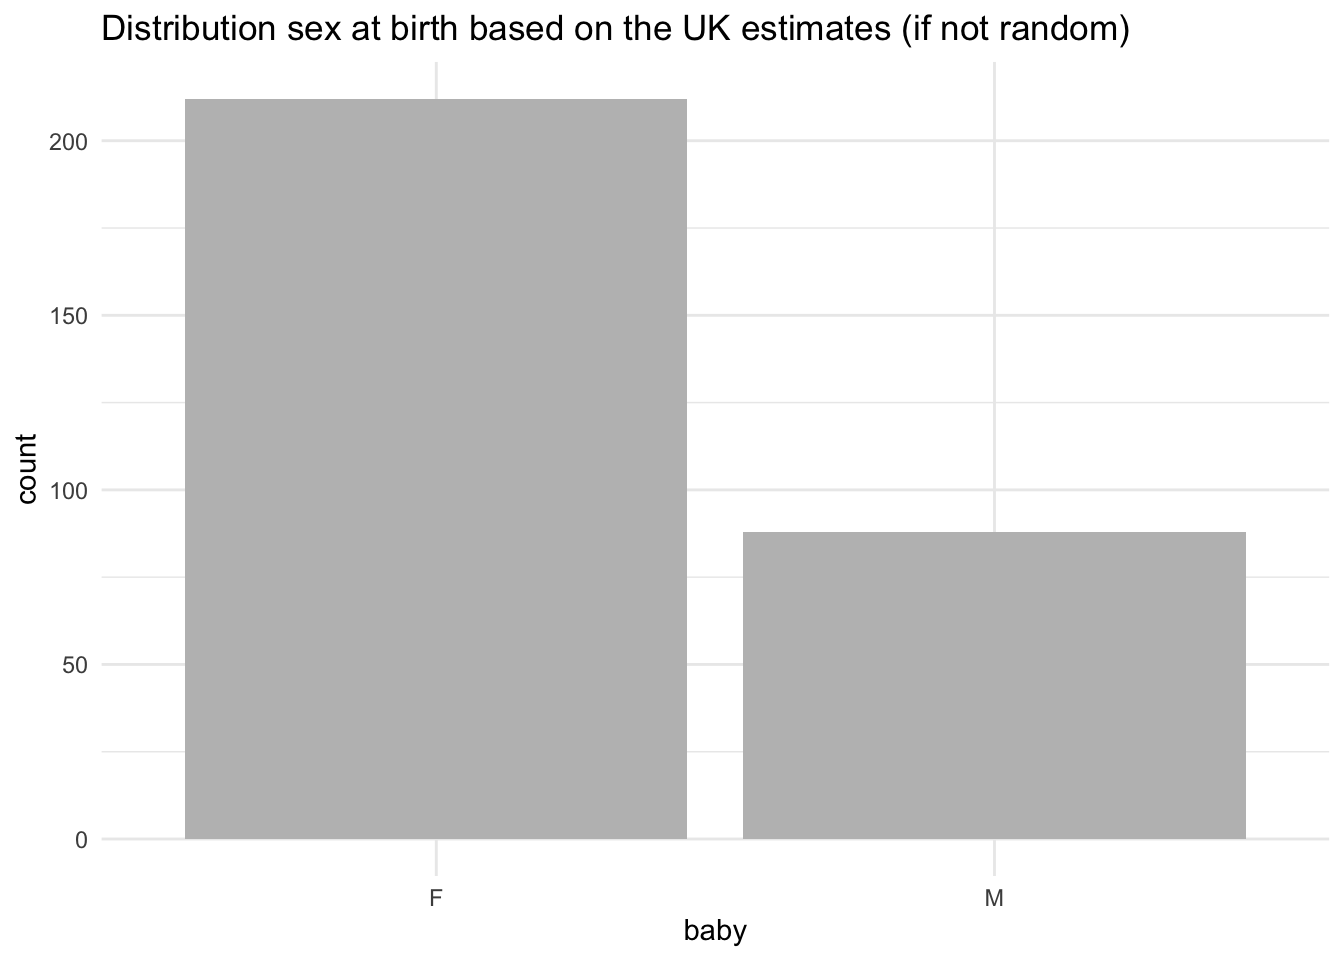 Distribution sex at birth based on the UK estimates (if not random)
200
150
100
50
0
count
F
M
baby